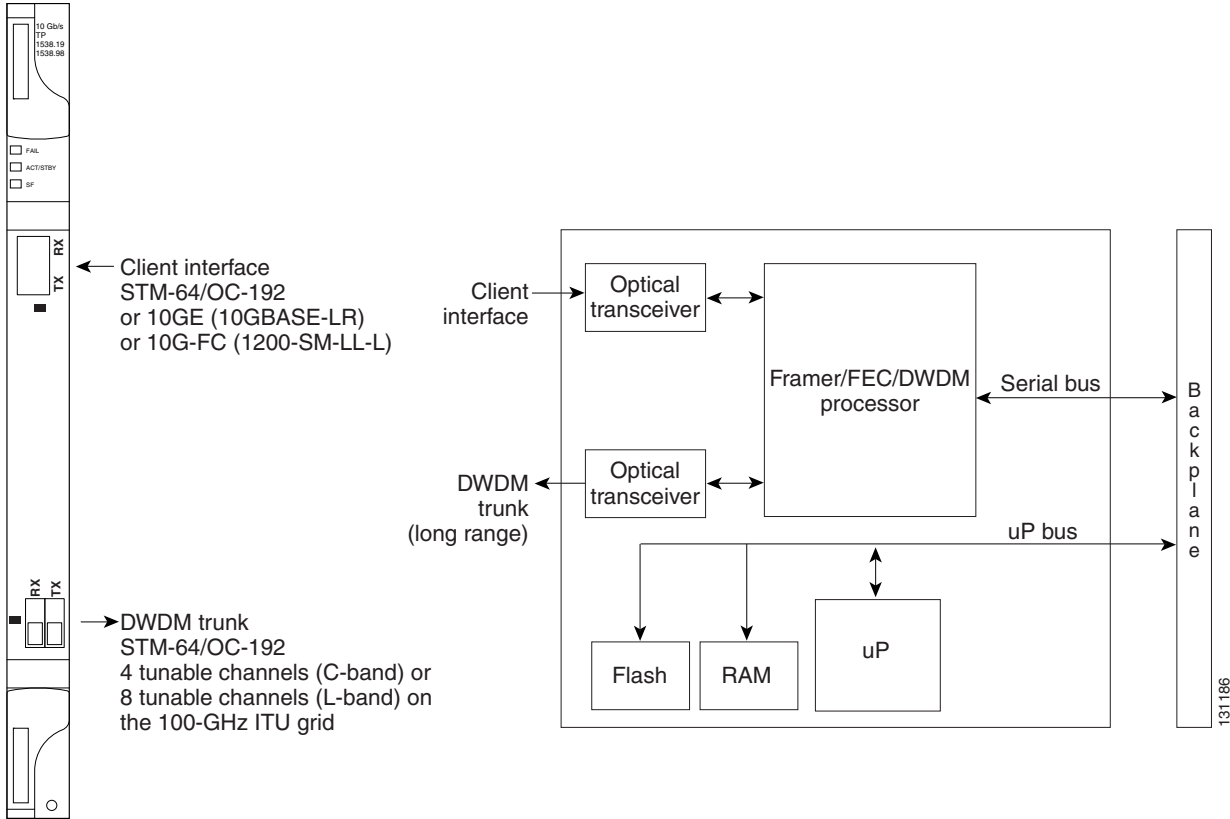 10 Gb/s
TP
1538.19
1538.98
FAIL
ACT/STBY
SF
RX
TX
Client interface
STM-64/OC-192
or 10GE (10GBASE-LR)
or 10G-FC (1200-SM-LL-L)
RX
TX
DWDM trunk
STM-64/OC-192
4 tunable channels (C-band) or
8 tunable channels (L-band) on
the 100-GHz ITU grid
Client
interface
Optical
transceiver
Framer/FEC/DWDM
processor
Serial bus
DWDM
trunk
(long range)
Optical
transceiver
uP bus
Flash
RAM
uP
Backplane
131186